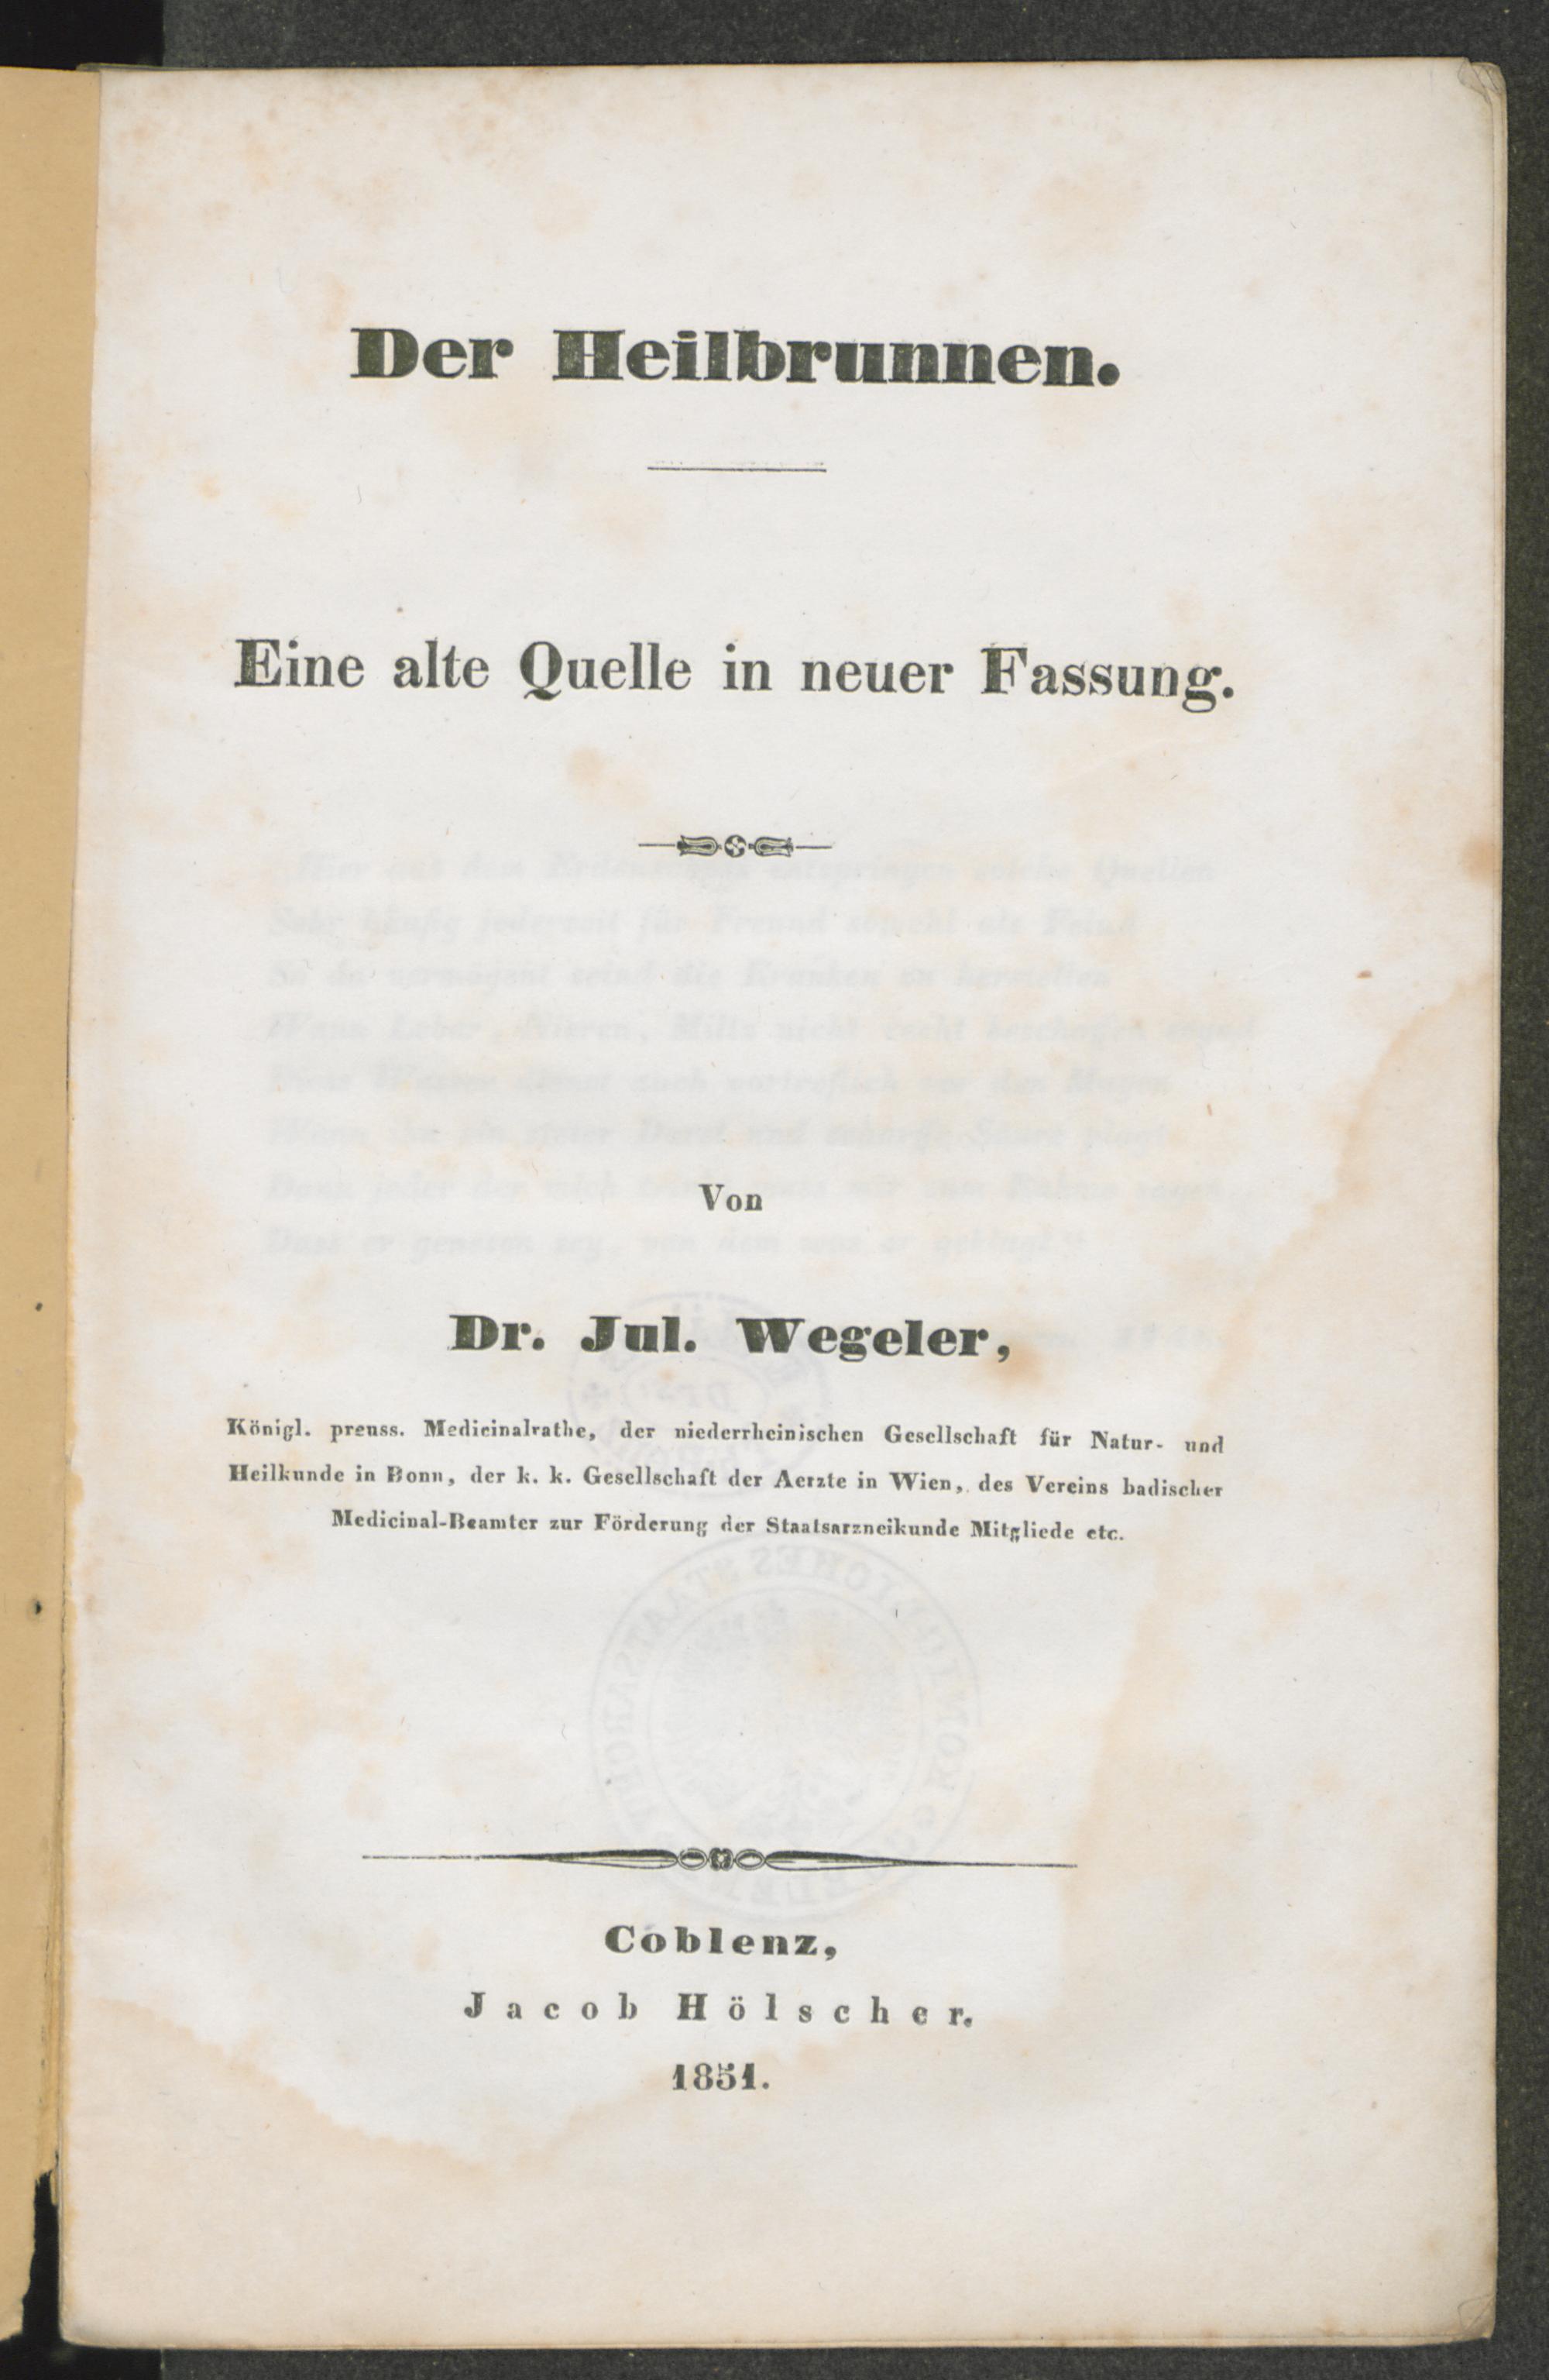 Der Heilbrunnen.
Eine alte Quelle in neuer Fassung.
Von
Dr. Jul. Wegeler,
Königl. preuss. Medicinalrathe, der niederrheinischen Gesellschaft für Natur- und
Heilkunde in Bonn, der k. k. Gesellschaft der Aerzte in Wien, des Vereins badischer
Medicinal-Beamter zur Förderung der Staatsarzneikunde Mitgliede etc.
Coblenz,
Jacob Hölscher.
1851.